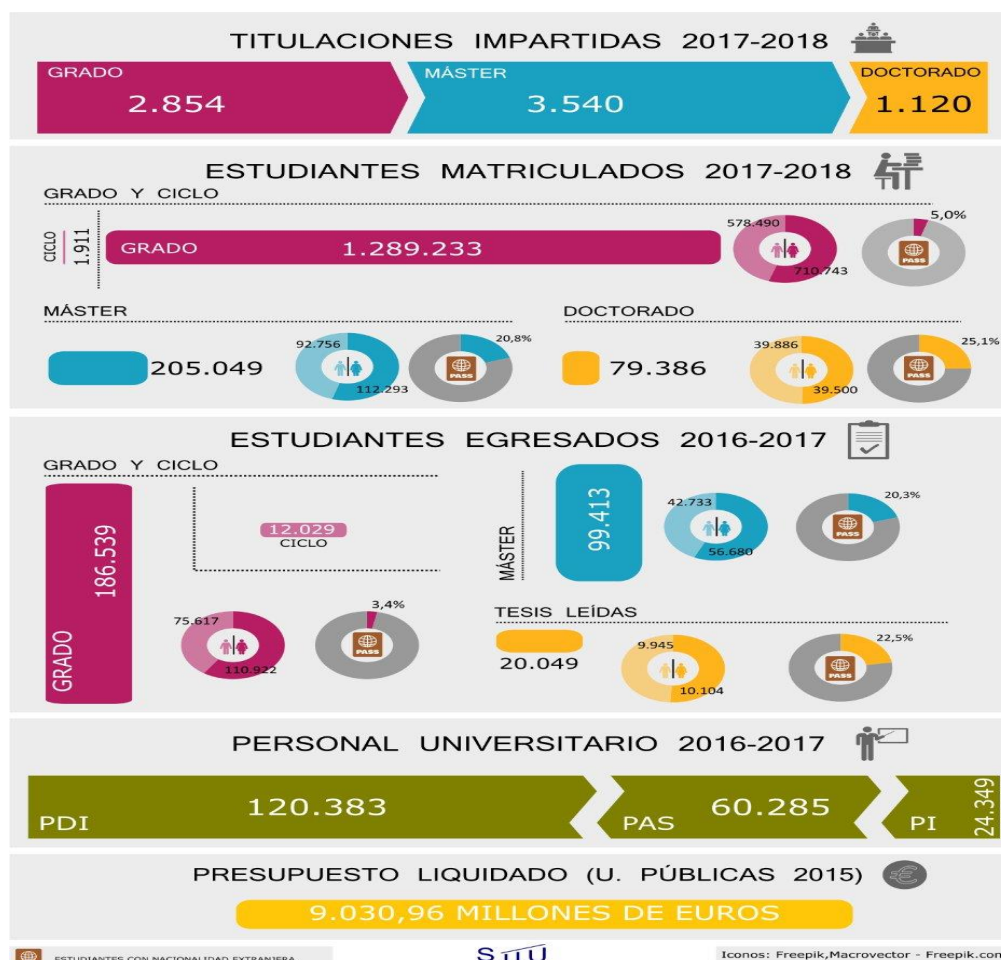 TITULACIONES IMPARTIDAS 2017-2018
GRADO
2.854
MÁSTER
3.540
DOCTORADO
1.120
ESTUDIANTES MATRICULADOS 2017-2018
GRADO Y CICLO
CICLO
1.911
GRADO 1.289.233
578.490
710.743
5,0%
PASS
MÁSTER
205.049
92.756
112.293
20,8%
PASS
DOCTORADO
79.386
39.886
39.500
25,1%
PASS
ESTUDIANTES EGRESADOS 2016-2017
GRADO Y CICLO
GRADO 186.539
12.029
CICLO
75.617
110.922
3,4%
PASS
MÁSTER
99.413
42.733
56.680
20,3%
PASS
TESIS LEÍDAS
20.049
9.945
10.104
22,5%
PASS
PERSONAL UNIVERSITARIO 2016-2017
PDI 120.383
PAS 60.285
PI 24.349
PRESUPUESTO LIQUIDADO (U. PÚBLICAS 2015)
9.030,96 MILLONES DE EUROS
ESTUDIANTES CON NACIONALIDAD EXTRANJERA
SIIU
Iconos: Freepik,Macrovector - Freepik.com